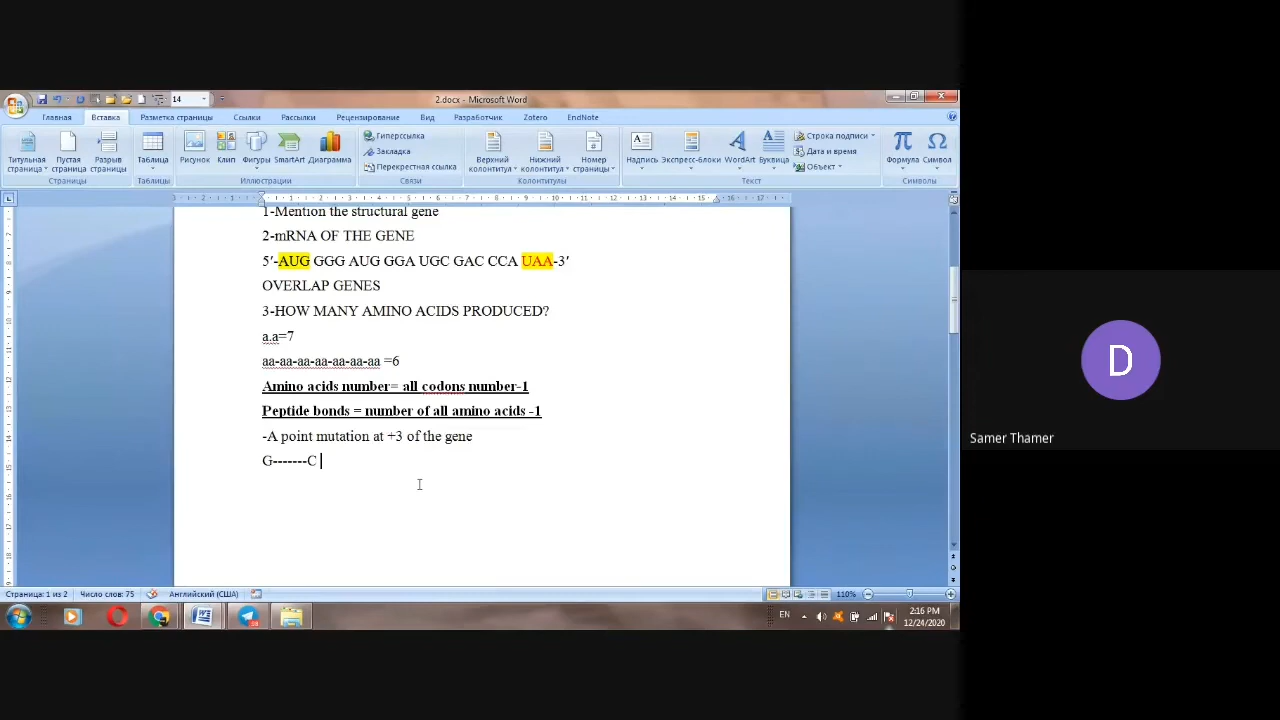 14
2.docx - Microsoft Word
Главная Вставка Разметка страницы Ссылки Рассылки Рецензирование Вид Разработчик Zotero EndNote
Титульная страница Пустая страница Разрыв страницы Таблица Рисунок Клип Фигуры SmartArt Диаграмма Гиперссылка Закладка Перекрестная ссылка Верхний колонтитул Нижний колонтитул Номер страницы Надпись Экспресс-блоки WordArt Буквица Строка подписи Дата и время Объект Формула Символ
Страницы Таблицы Иллюстрации Связи Колонтитулы Текст Символы
1-Mention the structural gene
2-mRNA OF THE GENE
5′-AUG GGG AUG GGA UGC GAC CCA UAA-3′
OVERLAP GENES
3-HOW MANY AMINO ACIDS PRODUCED?
a.a=7
aa-aa-aa-aa-aa-aa-aa =6
Amino acids number= all codons number-1
Peptide bonds = number of all amino acids -1
-A point mutation at +3 of the gene
G-------C
D
Samer Thamer
Страница: 1 из 2 Число слов: 75 Английский (США) 110%
EN
2:16 PM
12/24/2020